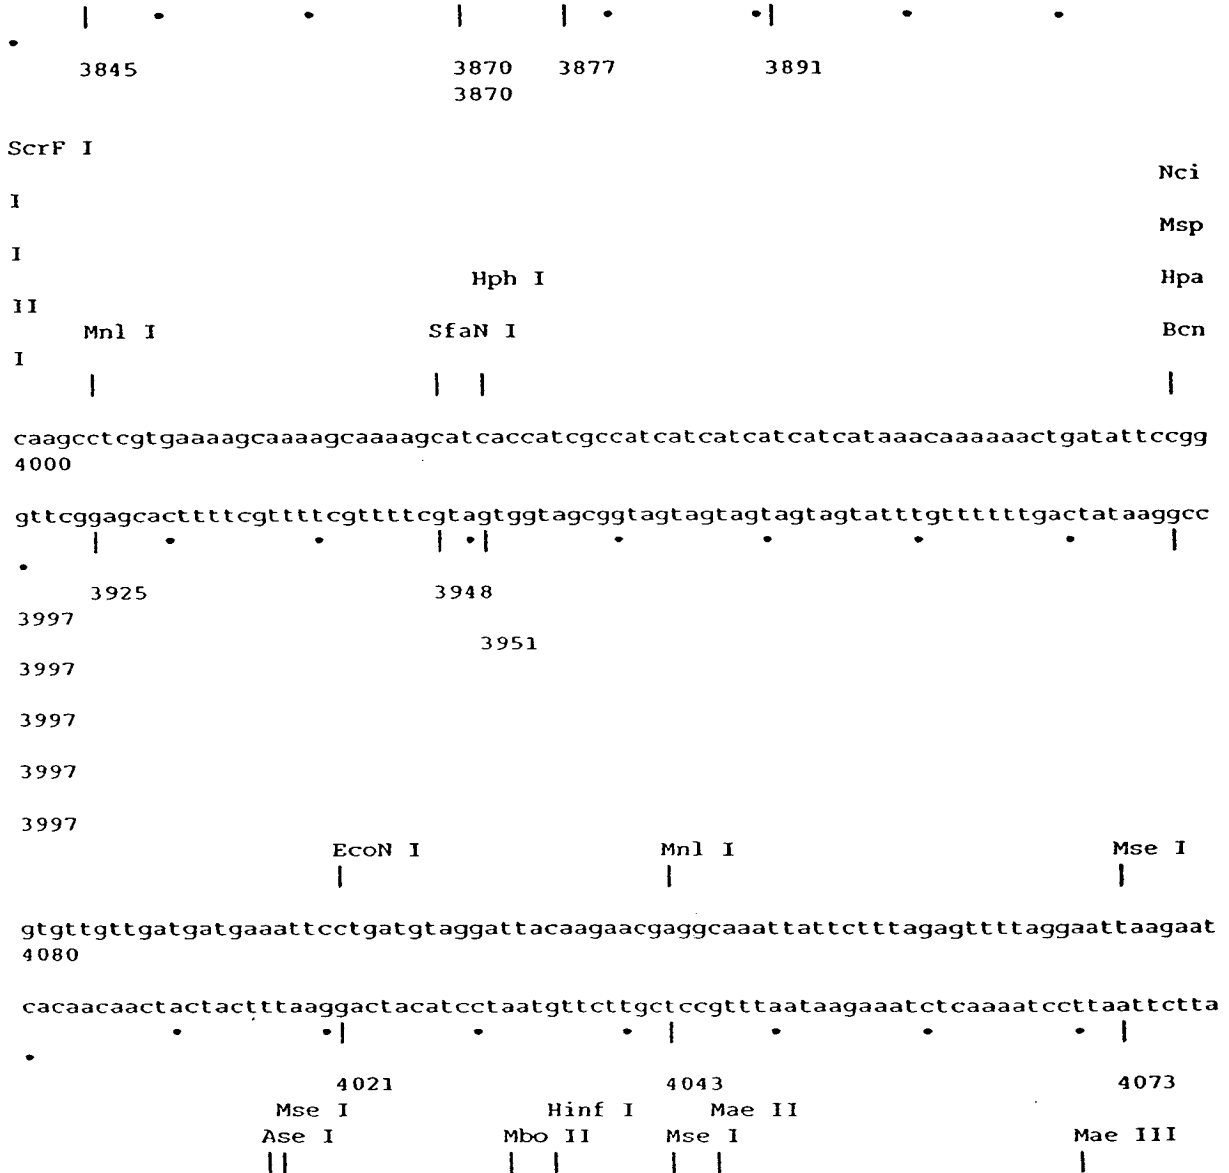 3845 3870 3877 3891
3870
ScrF I
Nci
I
Msp
I
Hph I Hpa
II
Mnl I SfaN I Bcn
I
caagcctcgtgaaaagcaaaagcaaaagcatcaccatcgccatcatcatcatcatcataaacaaaaaactgatattccgg
4000
gttcggagcacttttcgttttcgttttcgtagtggtagcggtagtagtagtagtagtatttgttttttgactataaggcc
3925 3948
3997
3951
3997
3997
3997
3997
EcoN I Mnl I Mse I
gtgttgttgatgatgaaattcctgatgtaggattacaagaacgaggcaaattattctttagagttttaggaattaagaat
4080
cacaacaactactactttaaggactacatcctaatgttcttgctccgtttaataagaaatctcaaaatccttaattctta
4021 4043 4073
Mse I Hinf I Mae II
Ase I Mbo II Mse I Mae III